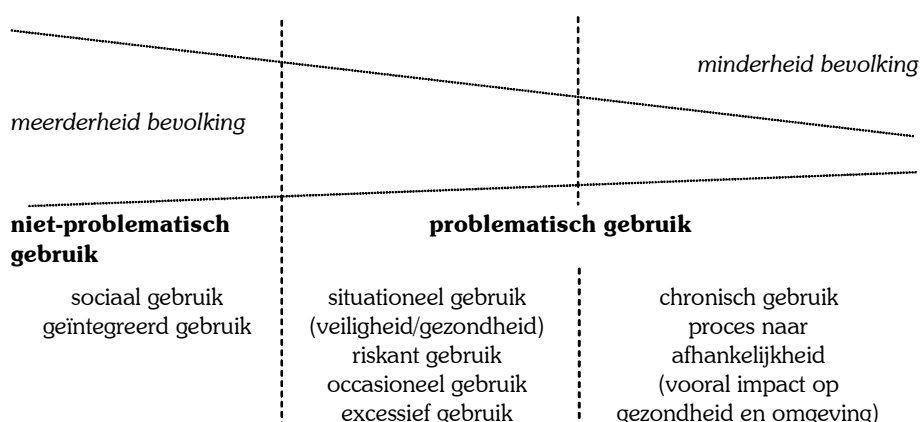 minderheid bevolking
meerderheid bevolking
niet-problematisch
gebruik
problematisch gebruik
sociaal gebruik
geïntegreerd gebruik
situationeel gebruik
(veiligheid/gezondheid)
riskant gebruik
occasioneel gebruik
excessief gebruik
chronisch gebruik
proces naar
afhankelijkheid
(vooral impact op
gezondheid en omgeving)